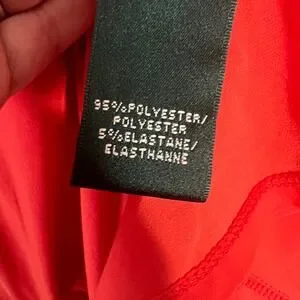 95%POLYESTER/
POLYESTER
5%ELASTANE/
ELASTHANNE